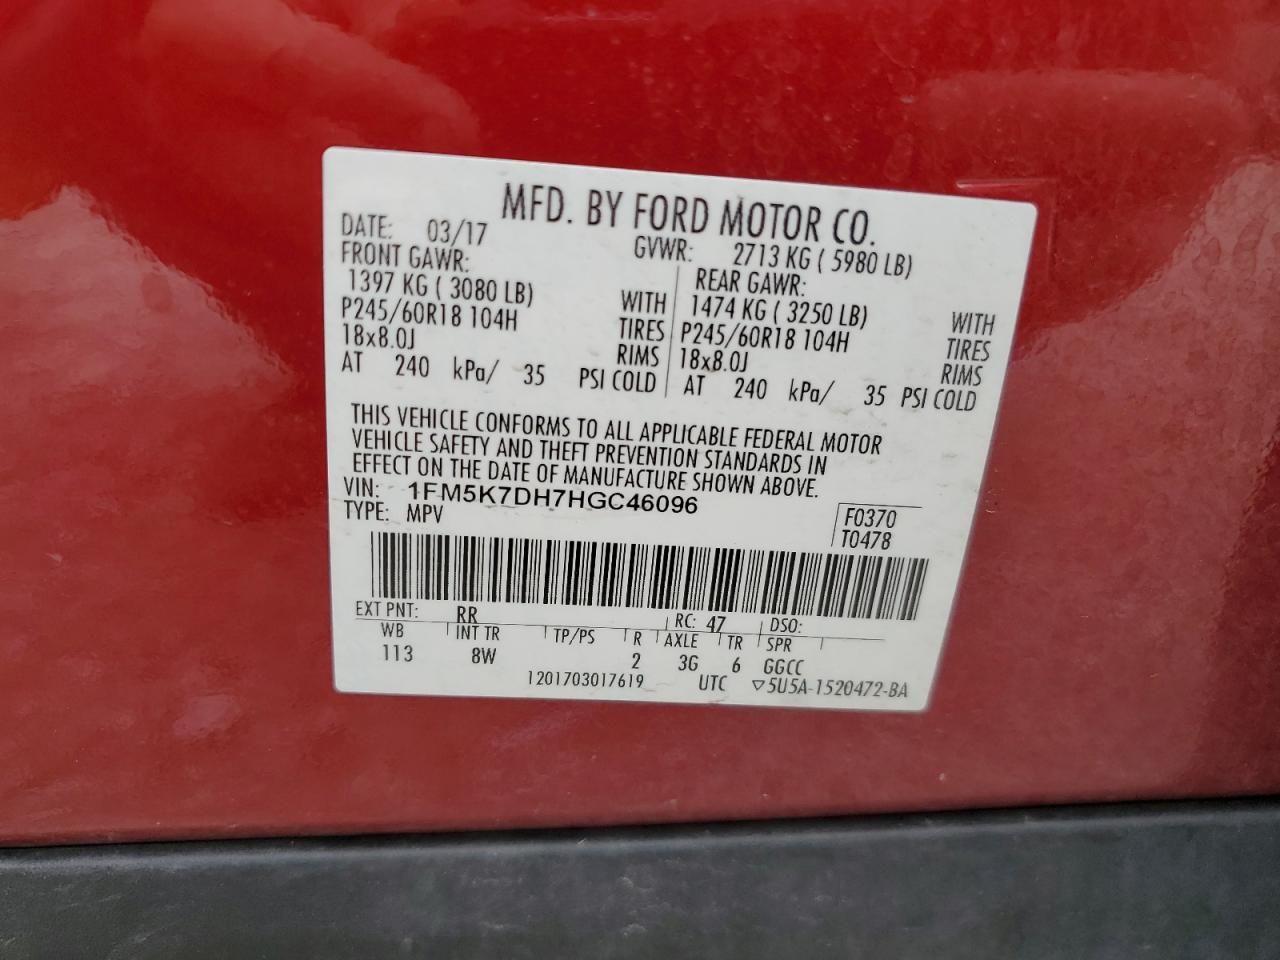 MFD. BY FORD MOTOR CO.
DATE: 03/17 GVWR: 2713 KG ( 5980 LB)
FRONT GAWR: REAR GAWR:
1397 KG ( 3080 LB) WITH 1474 KG ( 3250 LB) WITH
P245/60R18 104H TIRES P245/60R18 104H TIRES
18x8.0J RIMS 18x8.0J RIMS
AT 240 kPa/ 35 PSI COLD AT 240 kPa/ 35 PSI COLD
THIS VEHICLE CONFORMS TO ALL APPLICABLE FEDERAL MOTOR
VEHICLE SAFETY AND THEFT PREVENTION STANDARDS IN
EFFECT ON THE DATE OF MANUFACTURE SHOWN ABOVE.
VIN: 1FM5K7DH7HGC46096
TYPE: MPV F0370
T0478
EXT PNT: RR RC: 47 DSO:
WB INT TR TP/PS R AXLE TR SPR
113 8W 2 3G 6 GGCC
1201703017619 UTC ▽5U5A-1520472-BA